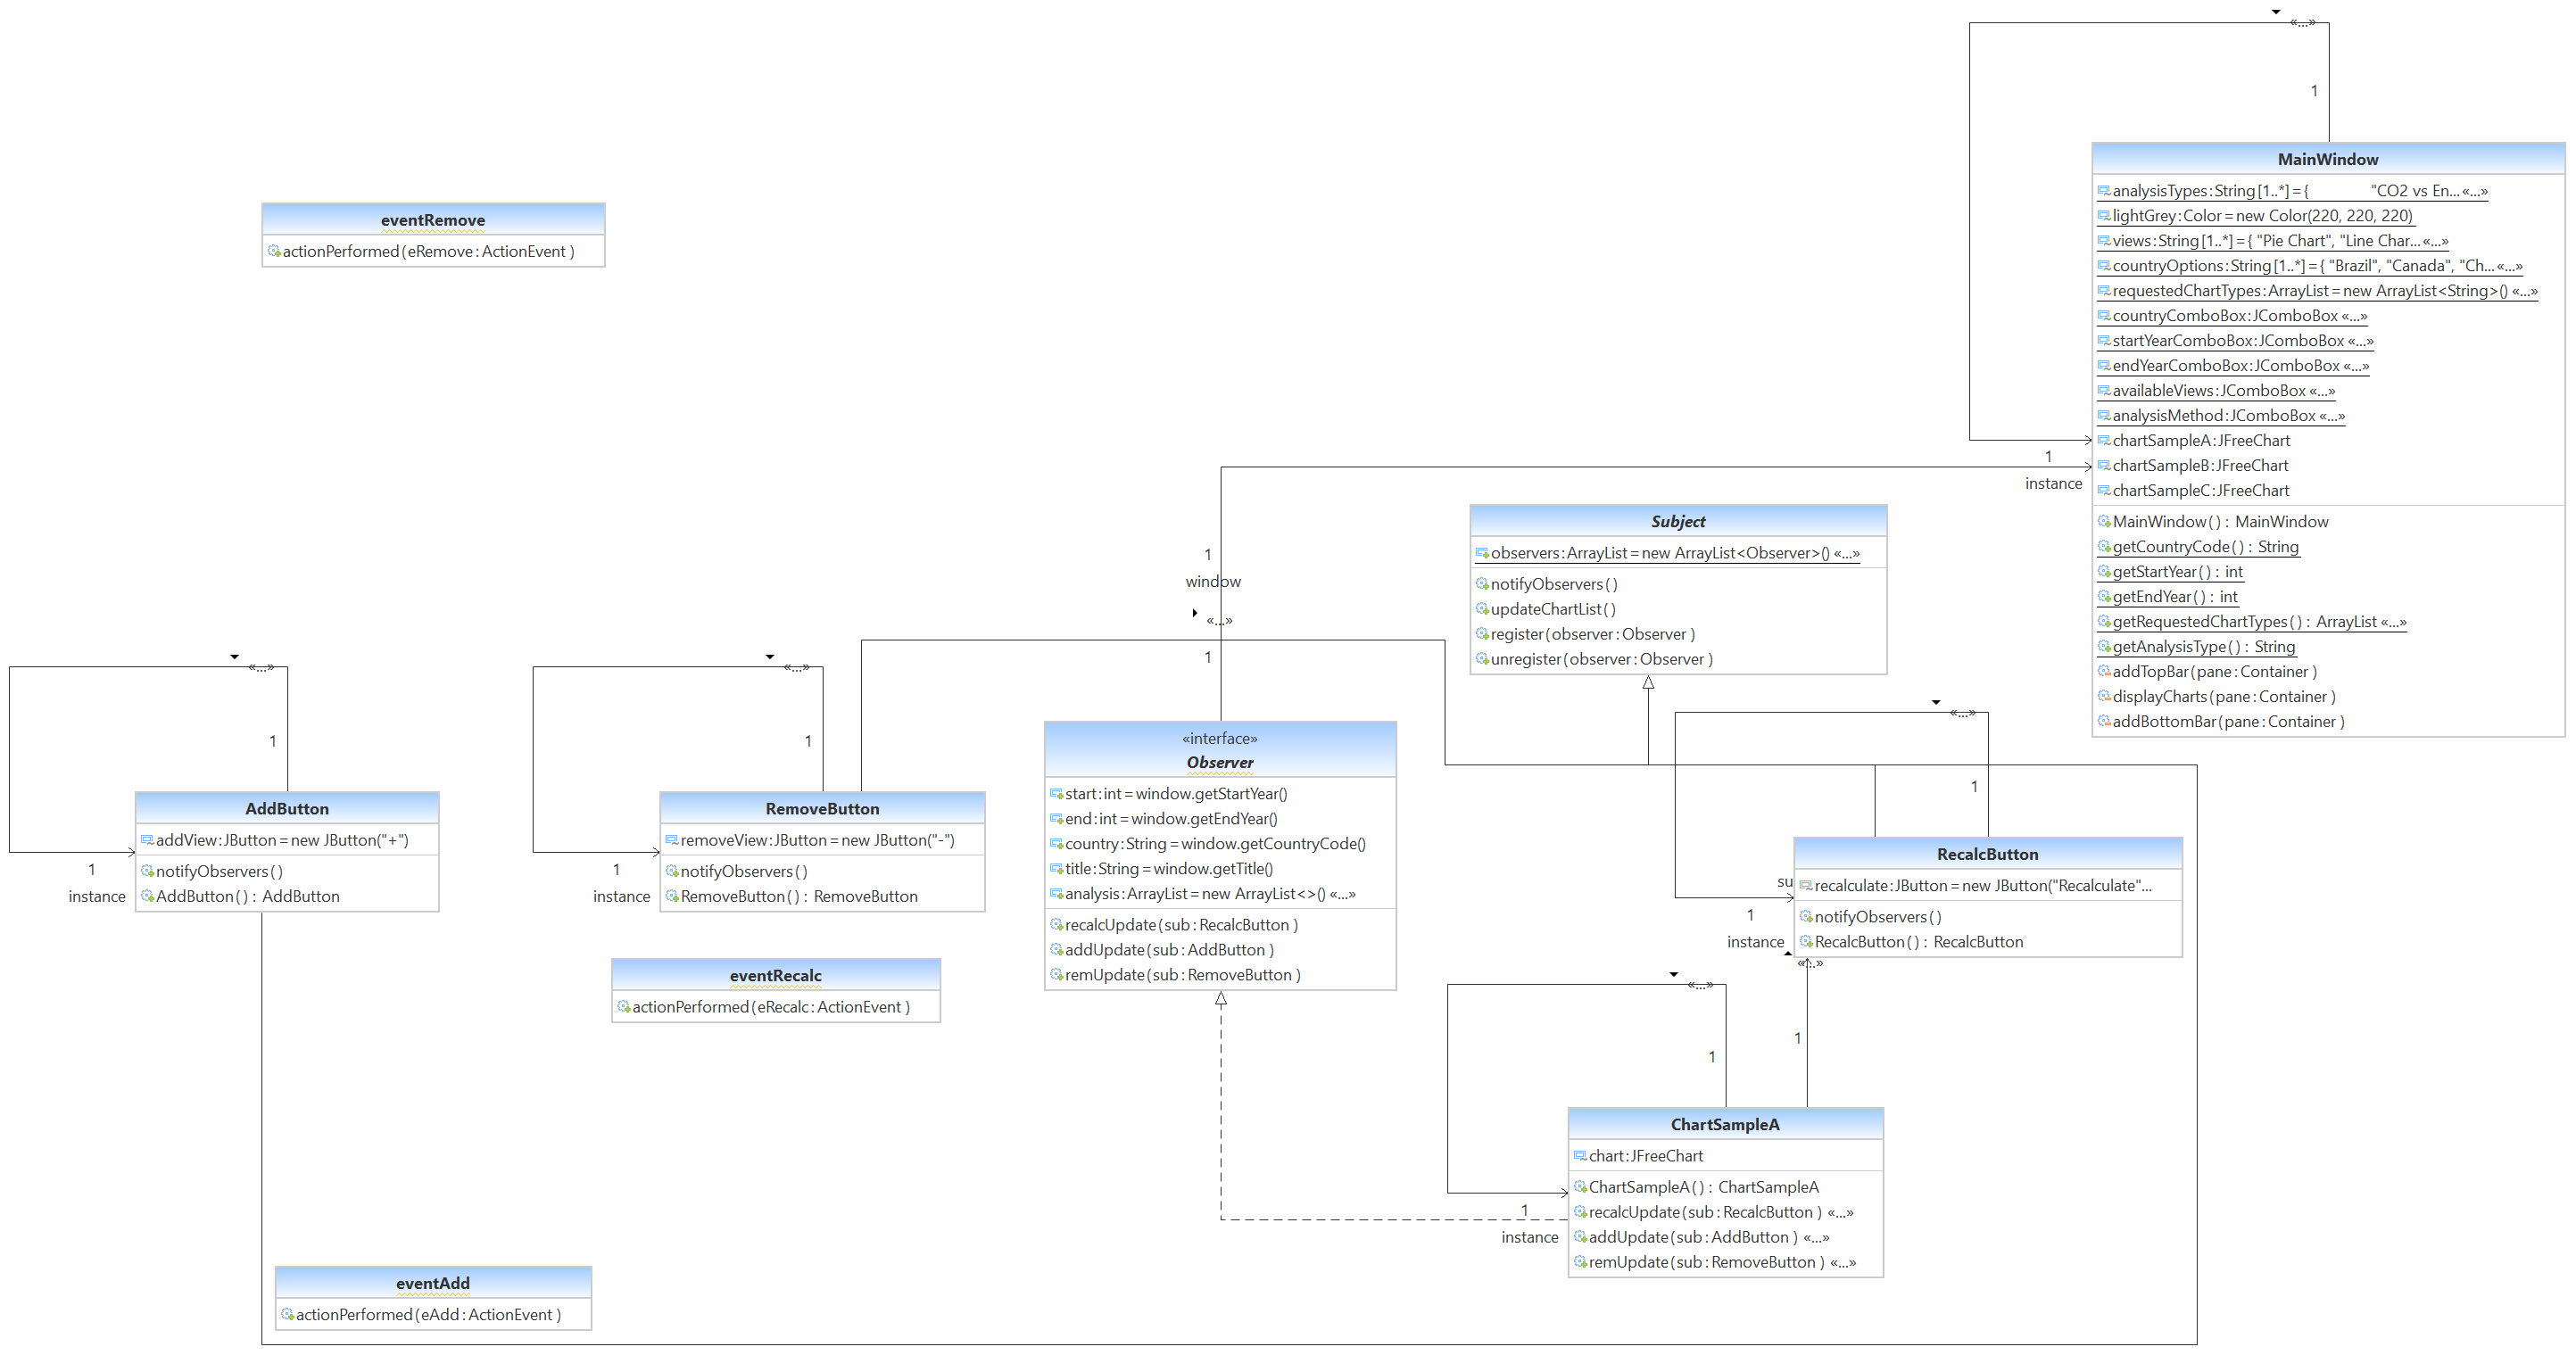 «...»
1
MainWindow
analysisTypes:String[1..*]={ "CO2 vs En...«...»
lightGrey:Color=new Color(220, 220, 220)
views:String[1..*]={ "Pie Chart", "Line Char...«...»
countryOptions:String[1..*]={ "Brazil", "Canada", "Ch...«...»
requestedChartTypes:ArrayList=new ArrayList<String>() «...»
countryComboBox:JComboBox «...»
startYearComboBox:JComboBox «...»
endYearComboBox:JComboBox «...»
availableViews:JComboBox «...»
analysisMethod:JComboBox «...»
chartSampleA:JFreeChart
chartSampleB:JFreeChart
chartSampleC:JFreeChart
MainWindow() : MainWindow
getCountryCode() : String
getStartYear() : int
getEndYear() : int
getRequestedChartTypes() : ArrayList «...»
getAnalysisType() : String
addTopBar(pane:Container )
displayCharts(pane:Container )
addBottomBar(pane:Container )
1
instance
eventRemove
actionPerformed(eRemove:ActionEvent )
1
window
«...»
1
Subject
observers:ArrayList=new ArrayList<Observer>() «...»
notifyObservers()
updateChartList()
register(observer:Observer )
unregister(observer:Observer )
«...»
1
AddButton
addView:JButton=new JButton("+")
notifyObservers()
AddButton() : AddButton
1
instance
«...»
1
RemoveButton
removeView:JButton=new JButton("-")
notifyObservers()
RemoveButton() : RemoveButton
1
instance
«interface»
Observer
start:int=window.getStartYear()
end:int=window.getEndYear()
country:String=window.getCountryCode()
title:String=window.getTitle()
analysis:ArrayList=new ArrayList<>() «...»
recalcUpdate(sub:RecalcButton )
addUpdate(sub:AddButton )
remUpdate(sub:RemoveButton )
«...»
1
RecalcButton
su
recalculate:JButton=new JButton("Recalculate"...
notifyObservers()
RecalcButton() : RecalcButton
1
instance
«...»
1
eventRecalc
actionPerformed(eRecalc:ActionEvent )
«...»
1
ChartSampleA
chart:JFreeChart
ChartSampleA() : ChartSampleA
recalcUpdate(sub:RecalcButton ) «...»
addUpdate(sub:AddButton ) «...»
remUpdate(sub:RemoveButton ) «...»
1
instance
eventAdd
actionPerformed(eAdd:ActionEvent )